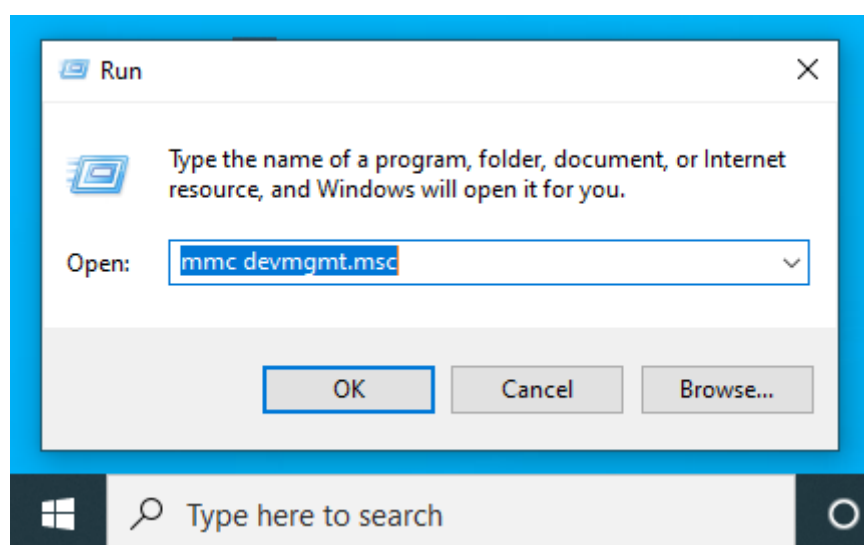 Run
Type the name of a program, folder, document, or Internet
resource, and Windows will open it for you.
Open: mmc devmgmt.msc
OK Cancel Browse...
Type here to search